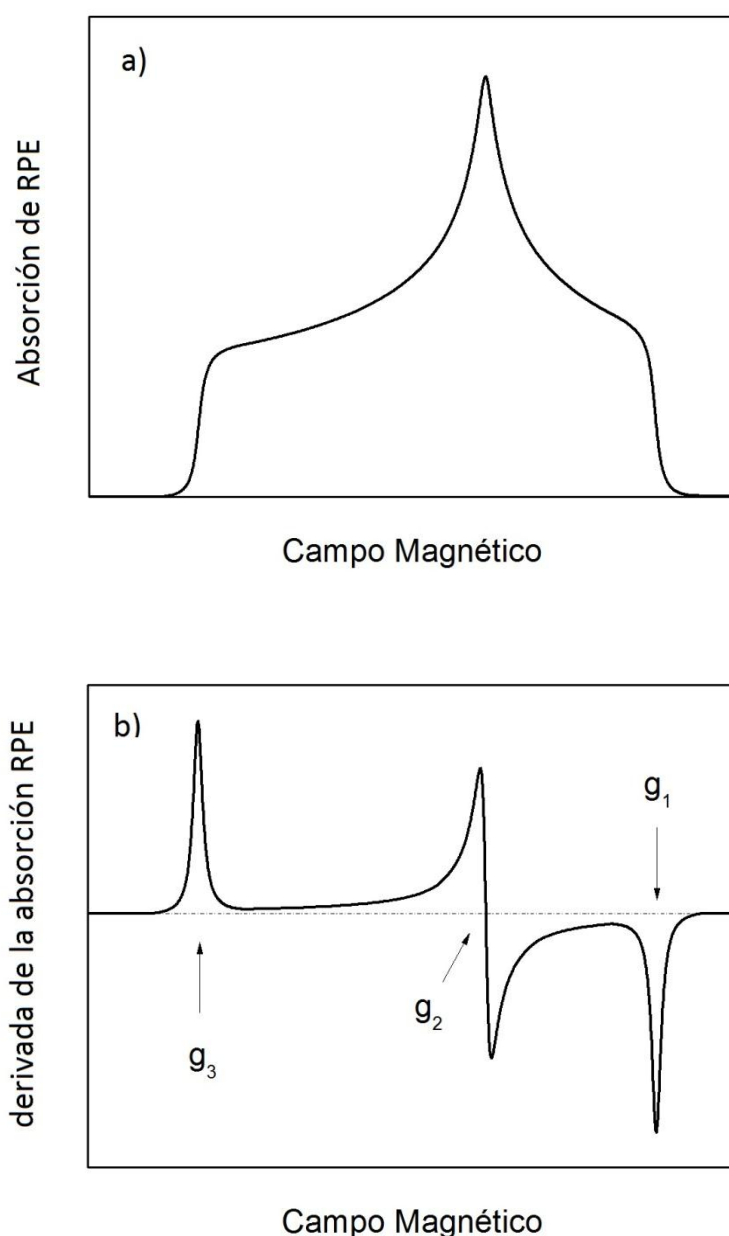 a)
Absorción de RPE
Campo Magnético
b)
derivada de la absorción RPE
g₁
g₂
g₃
Campo Magnético